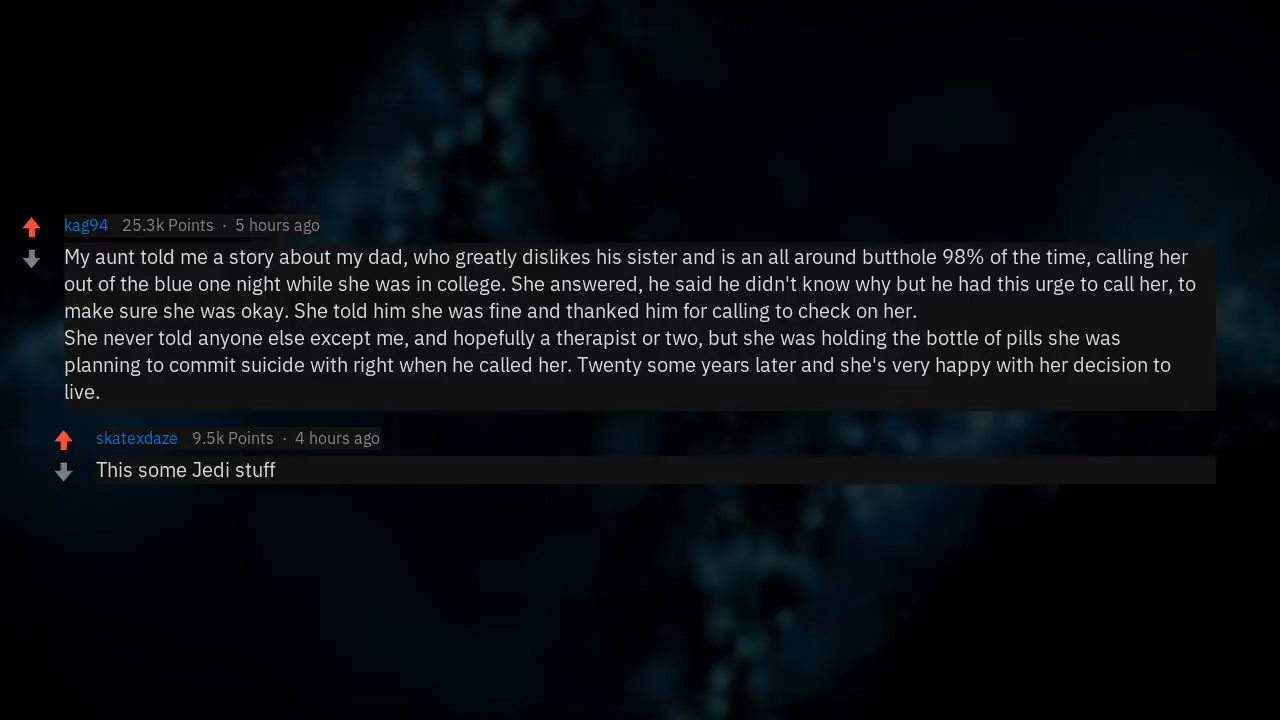 kag94 25.3k Points · 5 hours ago
My aunt told me a story about my dad, who greatly dislikes his sister and is an all around butthole 98% of the time, calling her
out of the blue one night while she was in college. She answered, he said he didn't know why but he had this urge to call her, to
make sure she was okay. She told him she was fine and thanked him for calling to check on her.
She never told anyone else except me, and hopefully a therapist or two, but she was holding the bottle of pills she was
planning to commit suicide with right when he called her. Twenty some years later and she's very happy with her decision to
live.
skatexdaze 9.5k Points · 4 hours ago
This some Jedi stuff